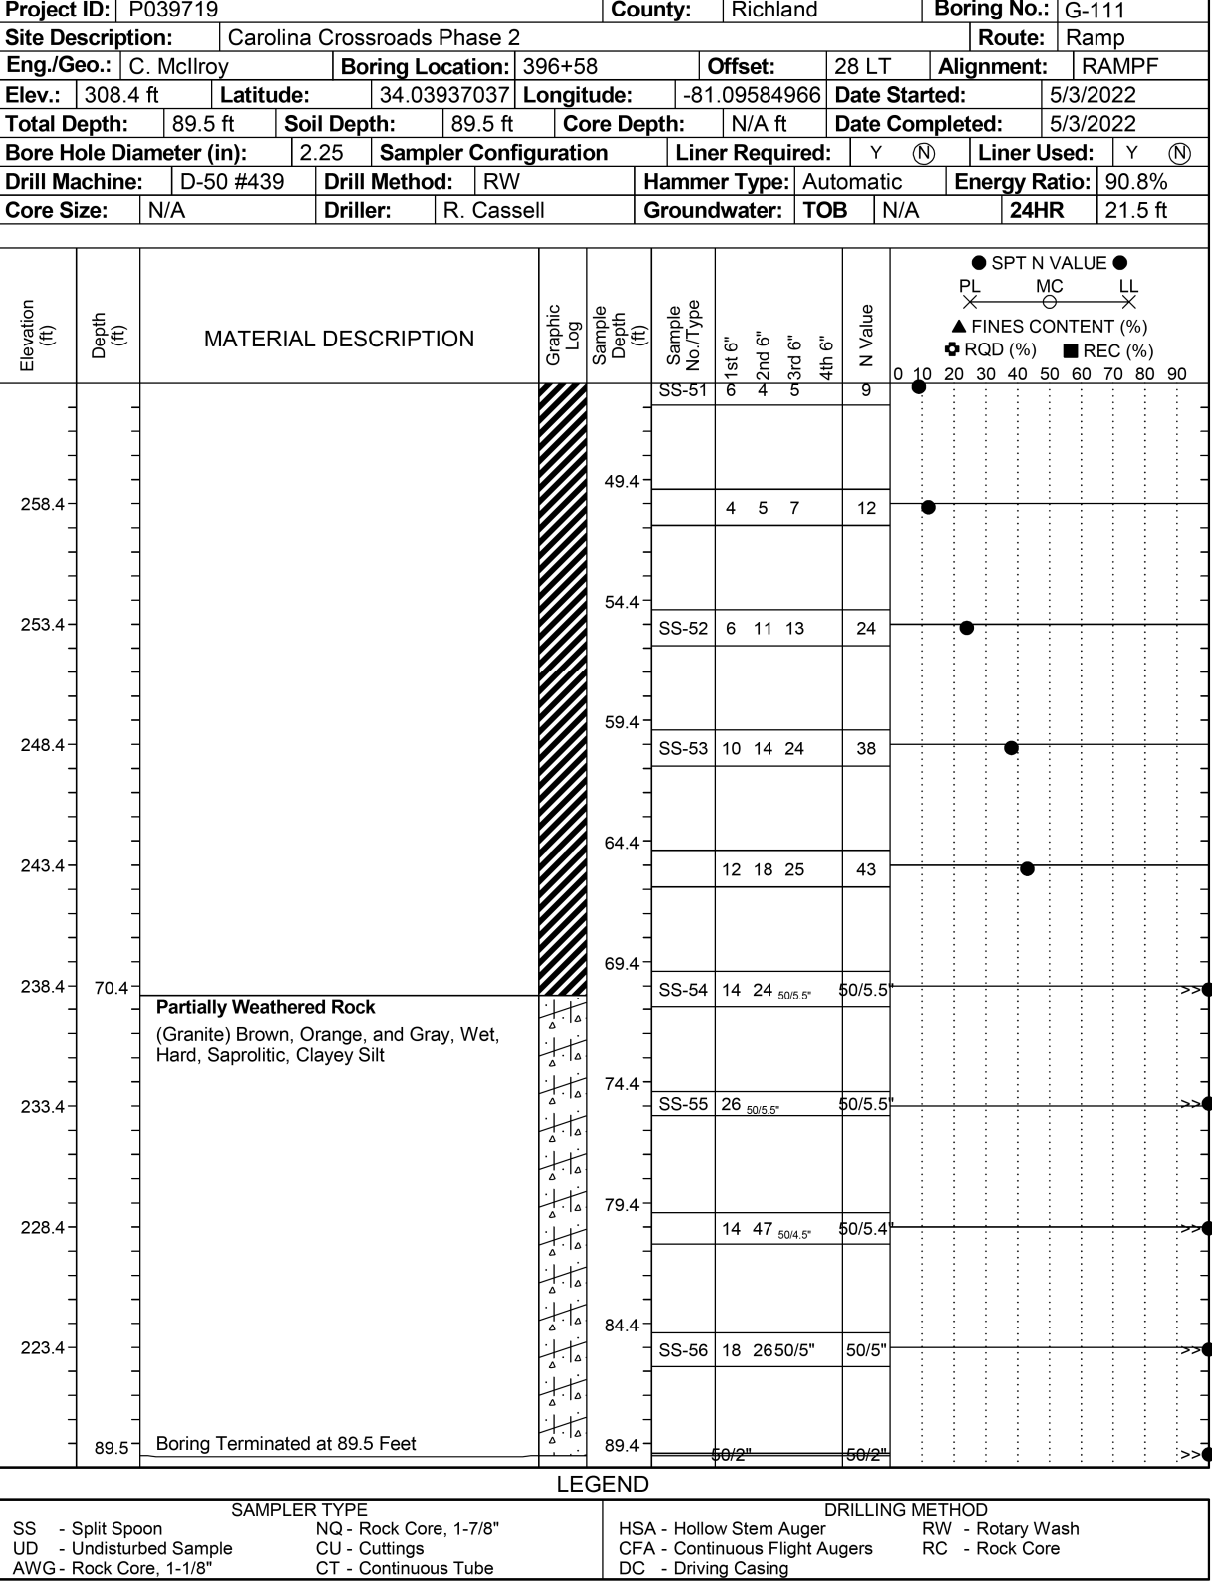 Project ID: P039719 County: Richland Boring No.: G-111
Site Description: Carolina Crossroads Phase 2 Route: Ramp
Eng./Geo.: C. McIlroy Boring Location: 396+58 Offset: 28 LT Alignment: RAMPF
Elev.: 308.4 ft Latitude: 34.03937037 Longitude: -81.09584966 Date Started: 5/3/2022
Total Depth: 89.5 ft Soil Depth: 89.5 ft Core Depth: N/A ft Date Completed: 5/3/2022
Bore Hole Diameter (in): 2.25 Sampler Configuration Liner Required: Y Ⓝ Liner Used: Y Ⓝ
Drill Machine: D-50 #439 Drill Method: RW Hammer Type: Automatic Energy Ratio: 90.8%
Core Size: N/A Driller: R. Cassell Groundwater: TOB N/A 24HR 21.5 ft
Elevation (ft)
Depth (ft)
MATERIAL DESCRIPTION
Graphic Log
Sample Depth (ft)
Sample No./Type
1st 6"
2nd 6"
3rd 6"
4th 6"
N Value
● SPT N VALUE ●
PL MC LL
▲ FINES CONTENT (%)
RQD (%) ■ REC (%)
0 10 20 30 40 50 60 70 80 90
SS-51 6 4 5 9
49.4
258.4 4 5 7 12
54.4
253.4 SS-52 6 11 13 24
59.4
248.4 SS-53 10 14 24 38
64.4
243.4 12 18 25 43
69.4
238.4 70.4 SS-54 14 24 50/5.5" 50/5.5" >>
Partially Weathered Rock
(Granite) Brown, Orange, and Gray, Wet,
Hard, Saprolitic, Clayey Silt
74.4
233.4 SS-55 26 50/5.5" 50/5.5" >>
79.4
228.4 14 47 50/4.5" 50/5.4" >>
84.4
223.4 SS-56 18 26 50/5" 50/5" >>
89.5 Boring Terminated at 89.5 Feet 89.4
50/2" 50/2" >>
LEGEND
SAMPLER TYPE DRILLING METHOD
SS - Split Spoon NQ - Rock Core, 1-7/8" HSA - Hollow Stem Auger RW - Rotary Wash
UD - Undisturbed Sample CU - Cuttings CFA - Continuous Flight Augers RC - Rock Core
AWG - Rock Core, 1-1/8" CT - Continuous Tube DC - Driving Casing